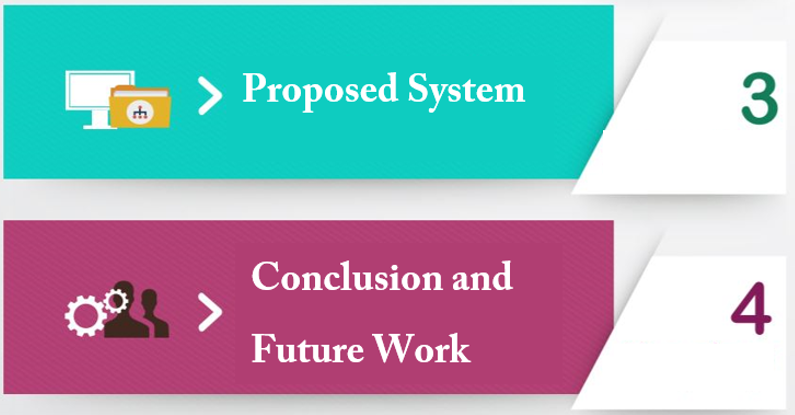 Proposed System
3
Conclusion and
Future Work
4